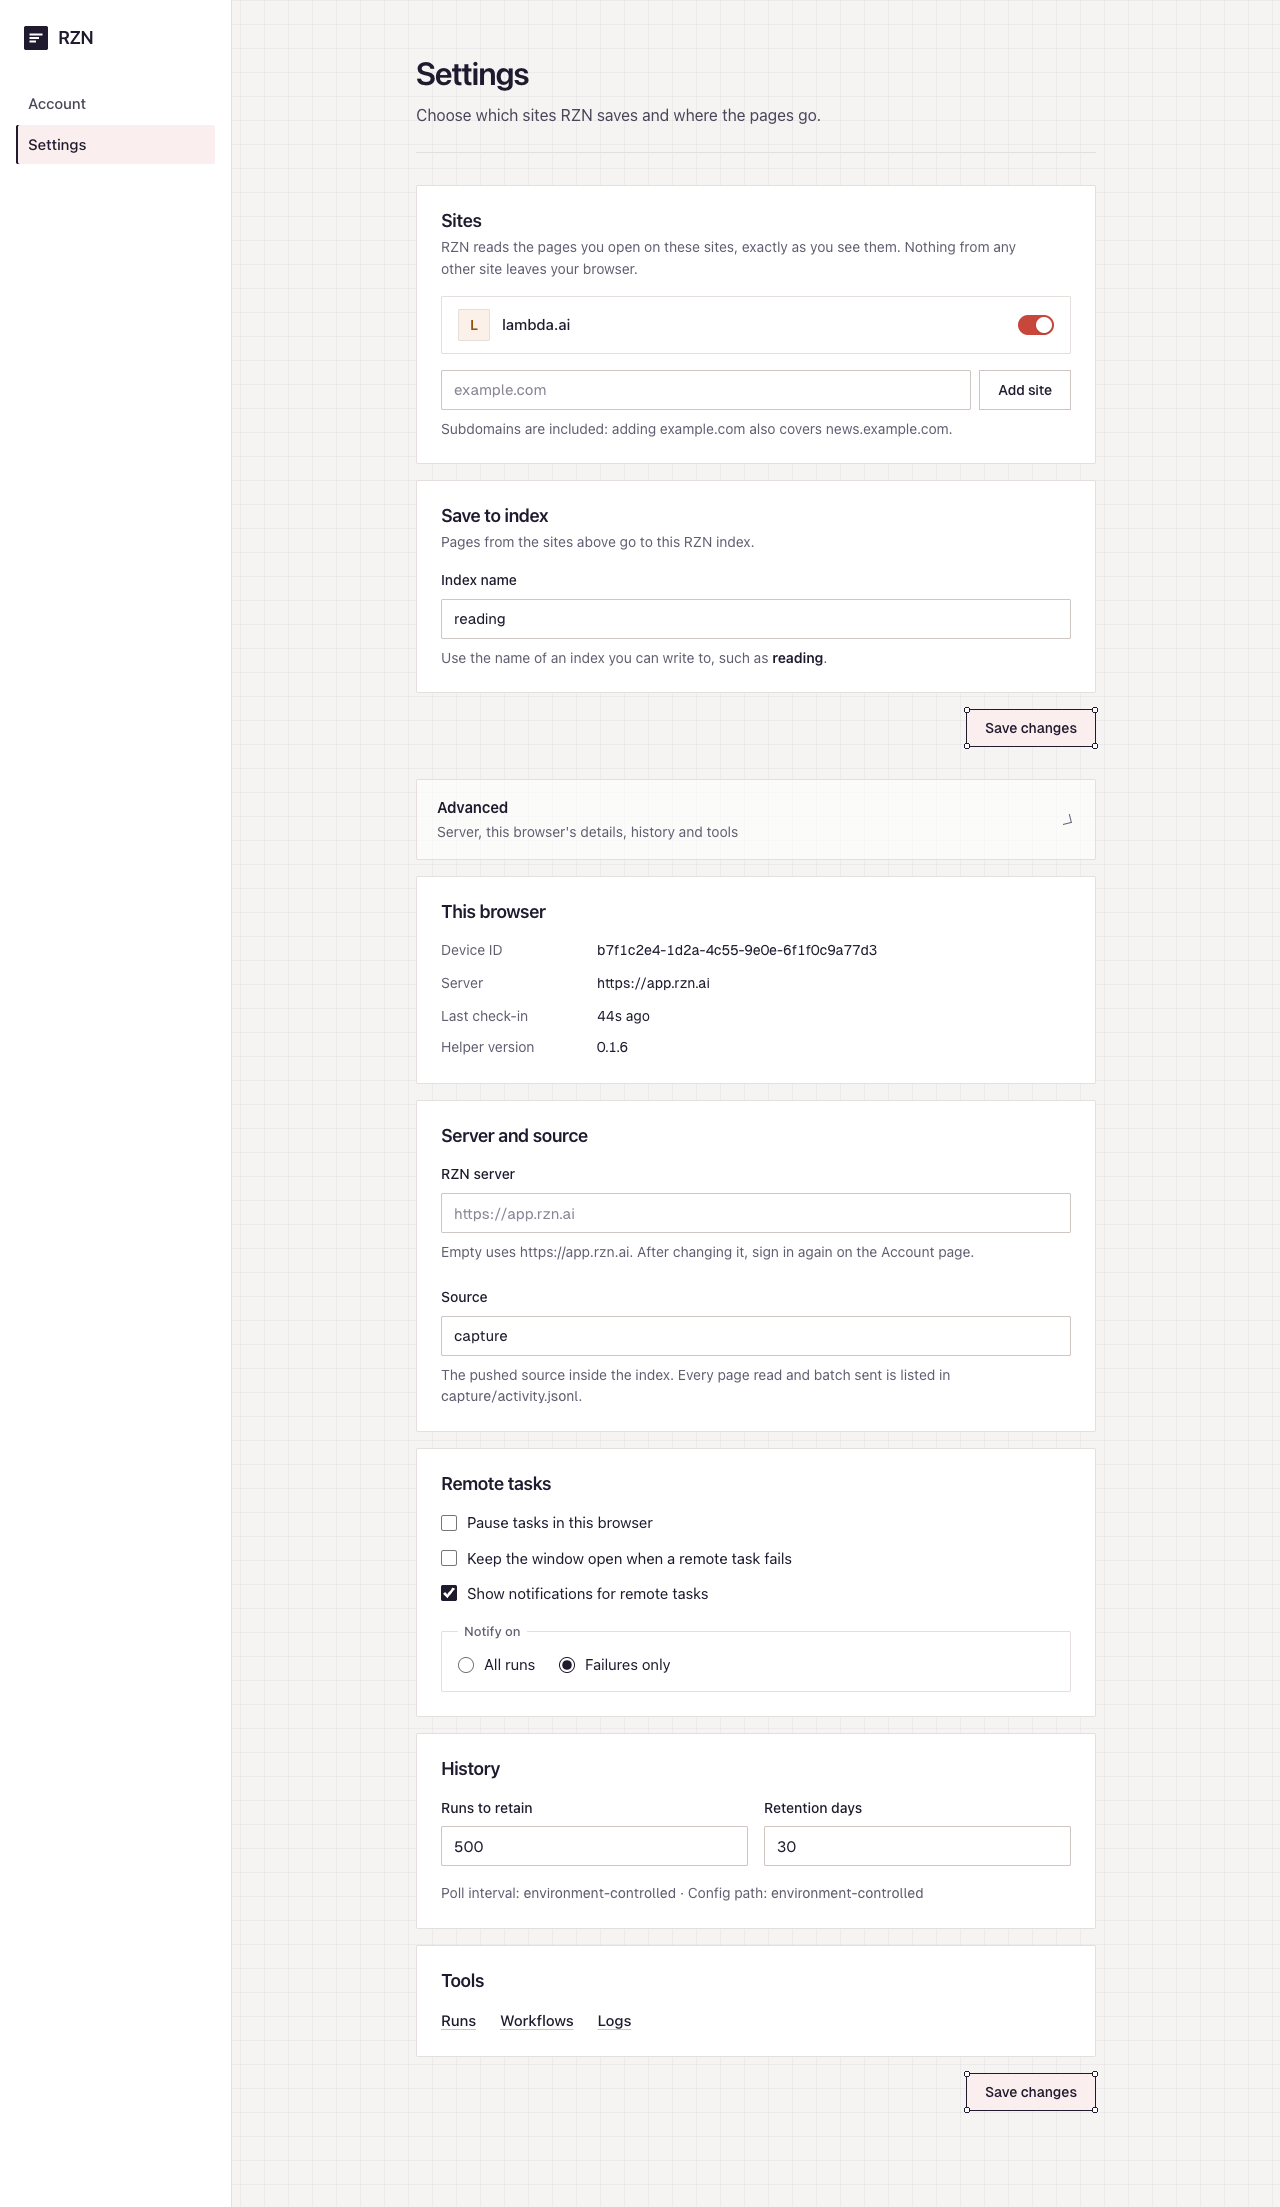 RZN
Account
Settings
Settings
Choose which sites RZN saves and where the pages go.
Sites
RZN reads the pages you open on these sites, exactly as you see them. Nothing from any
other site leaves your browser.
L
lambda.ai
example.com
Add site
Subdomains are included: adding example.com also covers news.example.com.
Save to index
Pages from the sites above go to this RZN index.
Index name
reading
Use the name of an index you can write to, such as reading.
Save changes
Advanced
Server, this browser's details, history and tools
This browser
Device ID b7f1c2e4-1d2a-4c55-9e0e-6f1f0c9a77d3
Server https://app.rzn.ai
Last check-in 44s ago
Helper version 0.1.6
Server and source
RZN server
https://app.rzn.ai
Empty uses https://app.rzn.ai. After changing it, sign in again on the Account page.
Source
capture
The pushed source inside the index. Every page read and batch sent is listed in
capture/activity.jsonl.
Remote tasks
Pause tasks in this browser
Keep the window open when a remote task fails
Show notifications for remote tasks
Notify on
All runs Failures only
History
Runs to retain Retention days
500 30
Poll interval: environment-controlled · Config path: environment-controlled
Tools
Runs Workflows Logs
Save changes